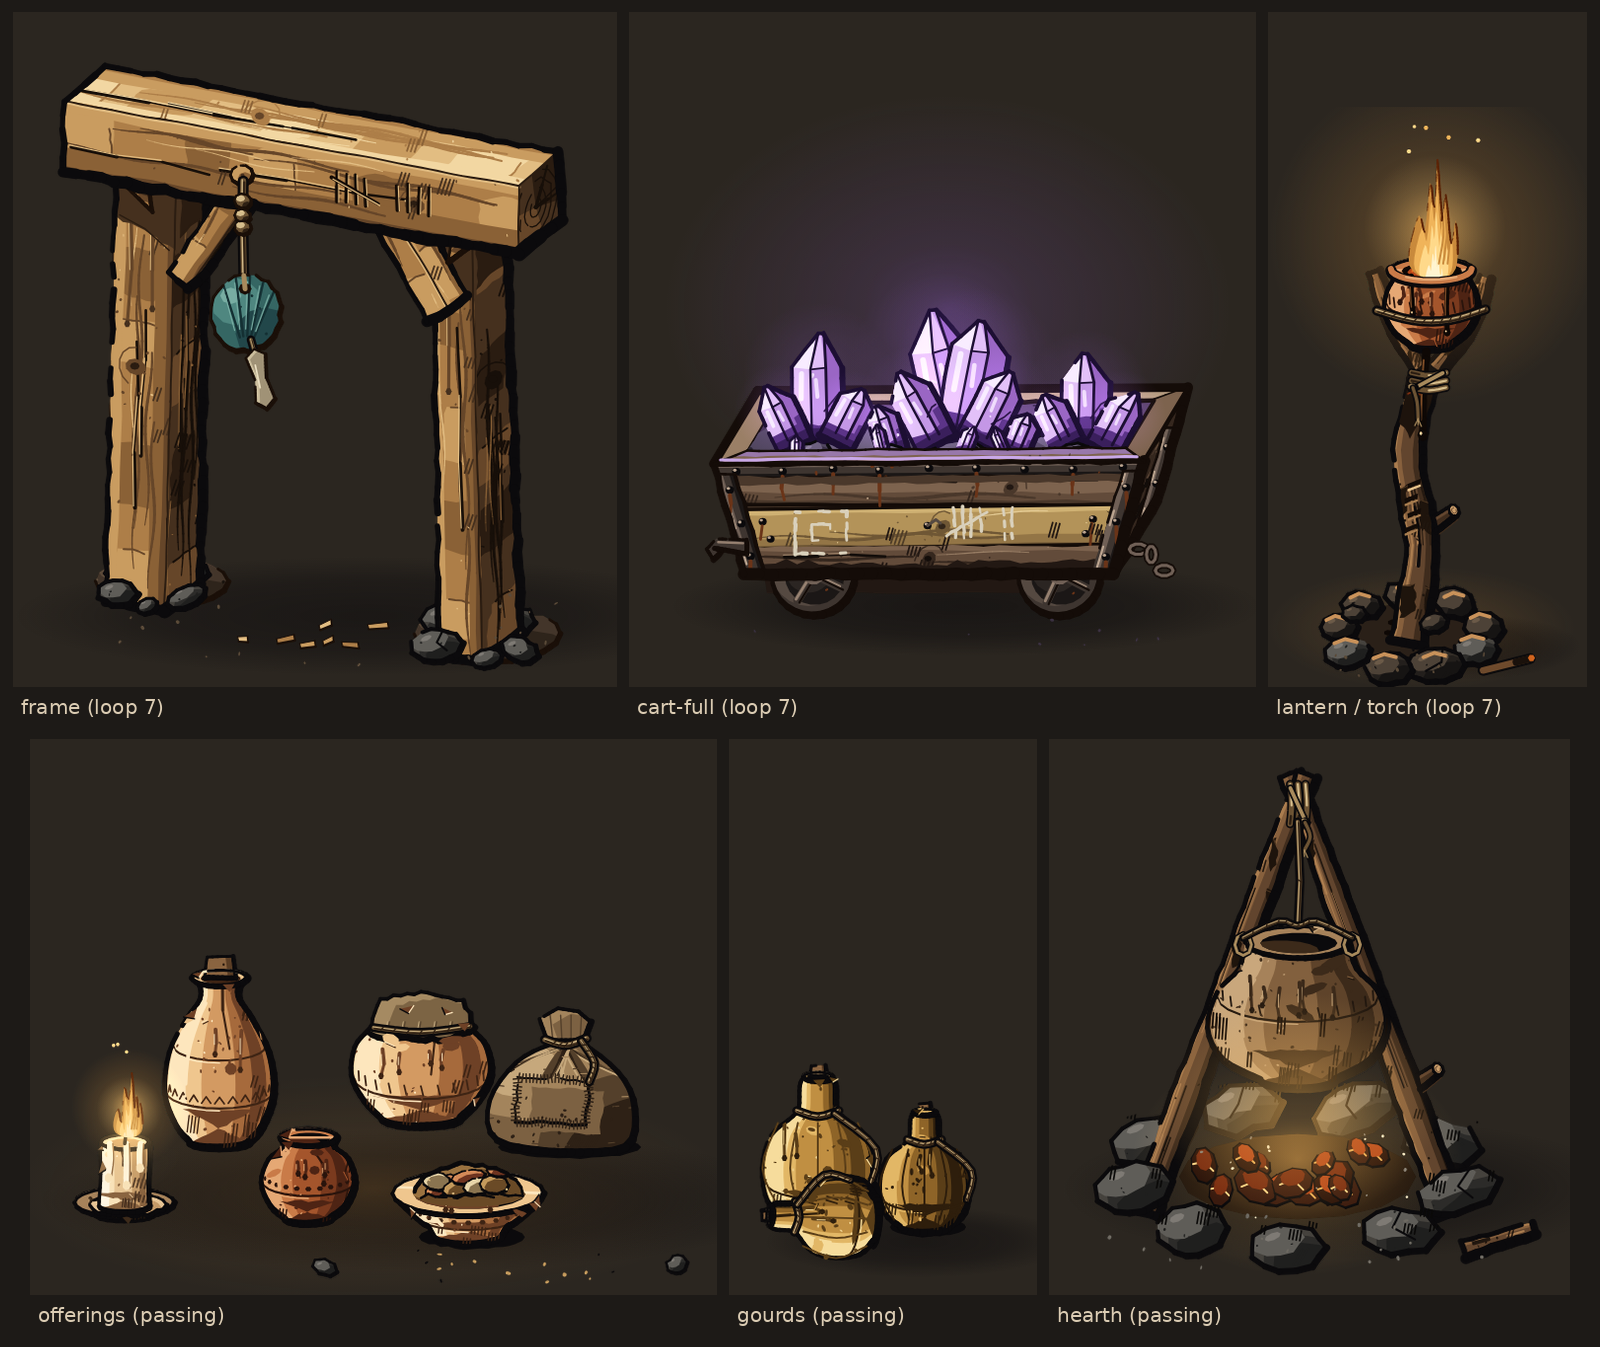 frame (loop 7)
cart-full (loop 7)
lantern / torch (loop 7)
offerings (passing)
gourds (passing)
hearth (passing)